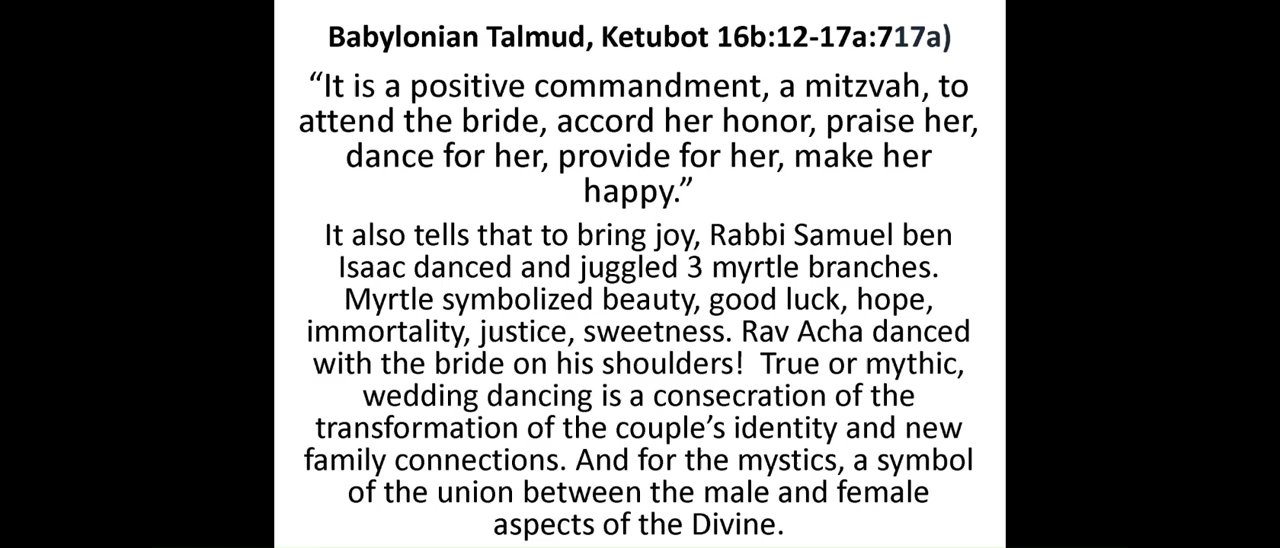 Babylonian Talmud, Ketubot 16b:12-17a:717a)
“It is a positive commandment, a mitzvah, to
attend the bride, accord her honor, praise her,
dance for her, provide for her, make her
happy.”
It also tells that to bring joy, Rabbi Samuel ben
Isaac danced and juggled 3 myrtle branches.
Myrtle symbolized beauty, good luck, hope,
immortality, justice, sweetness. Rav Acha danced
with the bride on his shoulders!  True or mythic,
wedding dancing is a consecration of the
transformation of the couple’s identity and new
family connections. And for the mystics, a symbol
of the union between the male and female
aspects of the Divine.